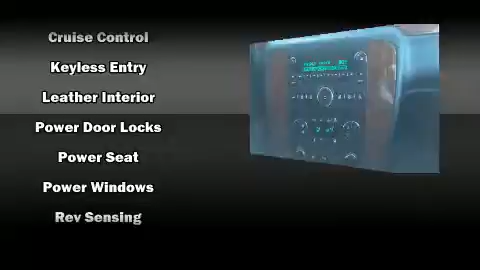 Cruise Control
Keyless Entry
Leather Interior
Power Door Locks
Power Seat
Power Windows
Rev Sensing